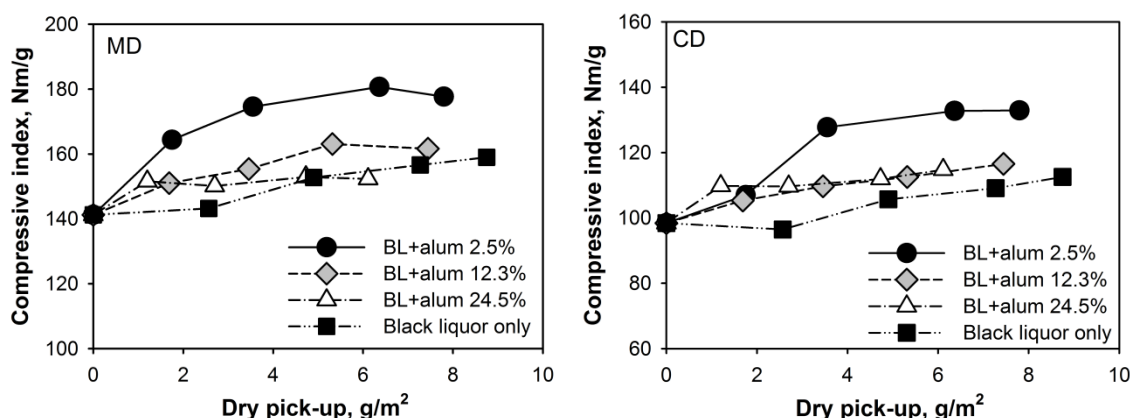 MD
Compressive index, Nm/g
200
180
160
140
120
100
0
2
4
6
8
10
Dry pick-up, g/m²
BL+alum 2.5%
BL+alum 12.3%
BL+alum 24.5%
Black liquor only
CD
Compressive index, Nm/g
160
140
120
100
80
60
0
2
4
6
8
10
Dry pick-up, g/m²
BL+alum 2.5%
BL+alum 12.3%
BL+alum 24.5%
Black liquor only